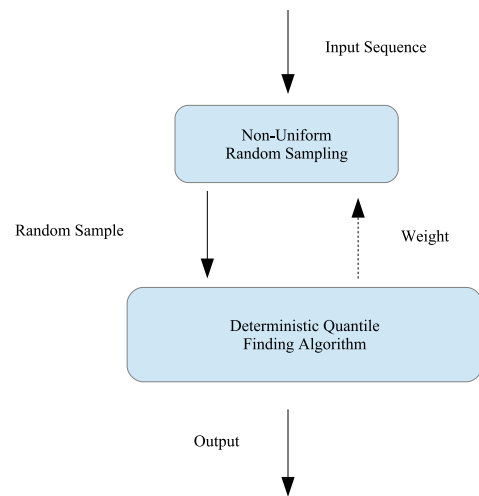 Input Sequence
Non-Uniform
Random Sampling
Random Sample
Weight
Deterministic Quantile
Finding Algorithm
Output